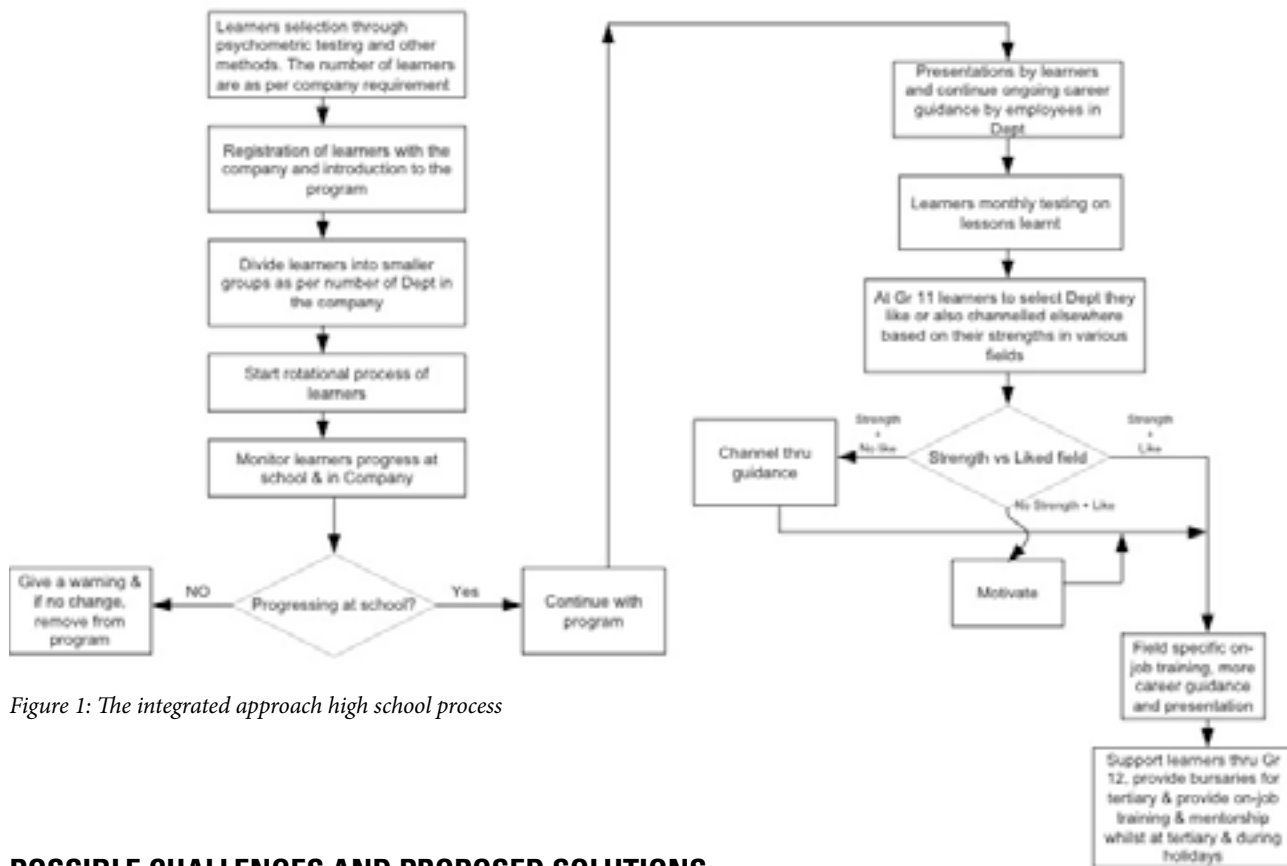 Learners selection through
psychometric testing and other
methods. The number of learners
are as per company requirement
Registration of learners with the
company and introduction to the
program
Divide learners into smaller
groups as per number of Dept in
the company
Start rotational process of
learners
Monitor learners progress at
school & in Company
Progressing at school?
NO
Give a warning &
if no change,
remove from
program
Yes
Continue with
program
Presentations by learners
and continue ongoing career
guidance by employees in
Dept
Learners monthly testing on
lessons learnt
At Gr 11 learners to select Dept they
like or also channelled elsewhere
based on their strengths in various
fields
Strength vs Liked field
Strength
+
No like
Channel thru
guidance
No Strength + Like
Motivate
Strength
+
Like
Field specific on-
job training, more
career guidance
and presentation
Support learners thru Gr
12, provide bursaries for
tertiary & provide on-job
training & mentorship
whilst at tertiary & during
holidays
Figure 1: The integrated approach high school process
POSSIBLE CHALLENGES AND PROPOSED SOLUTIONS